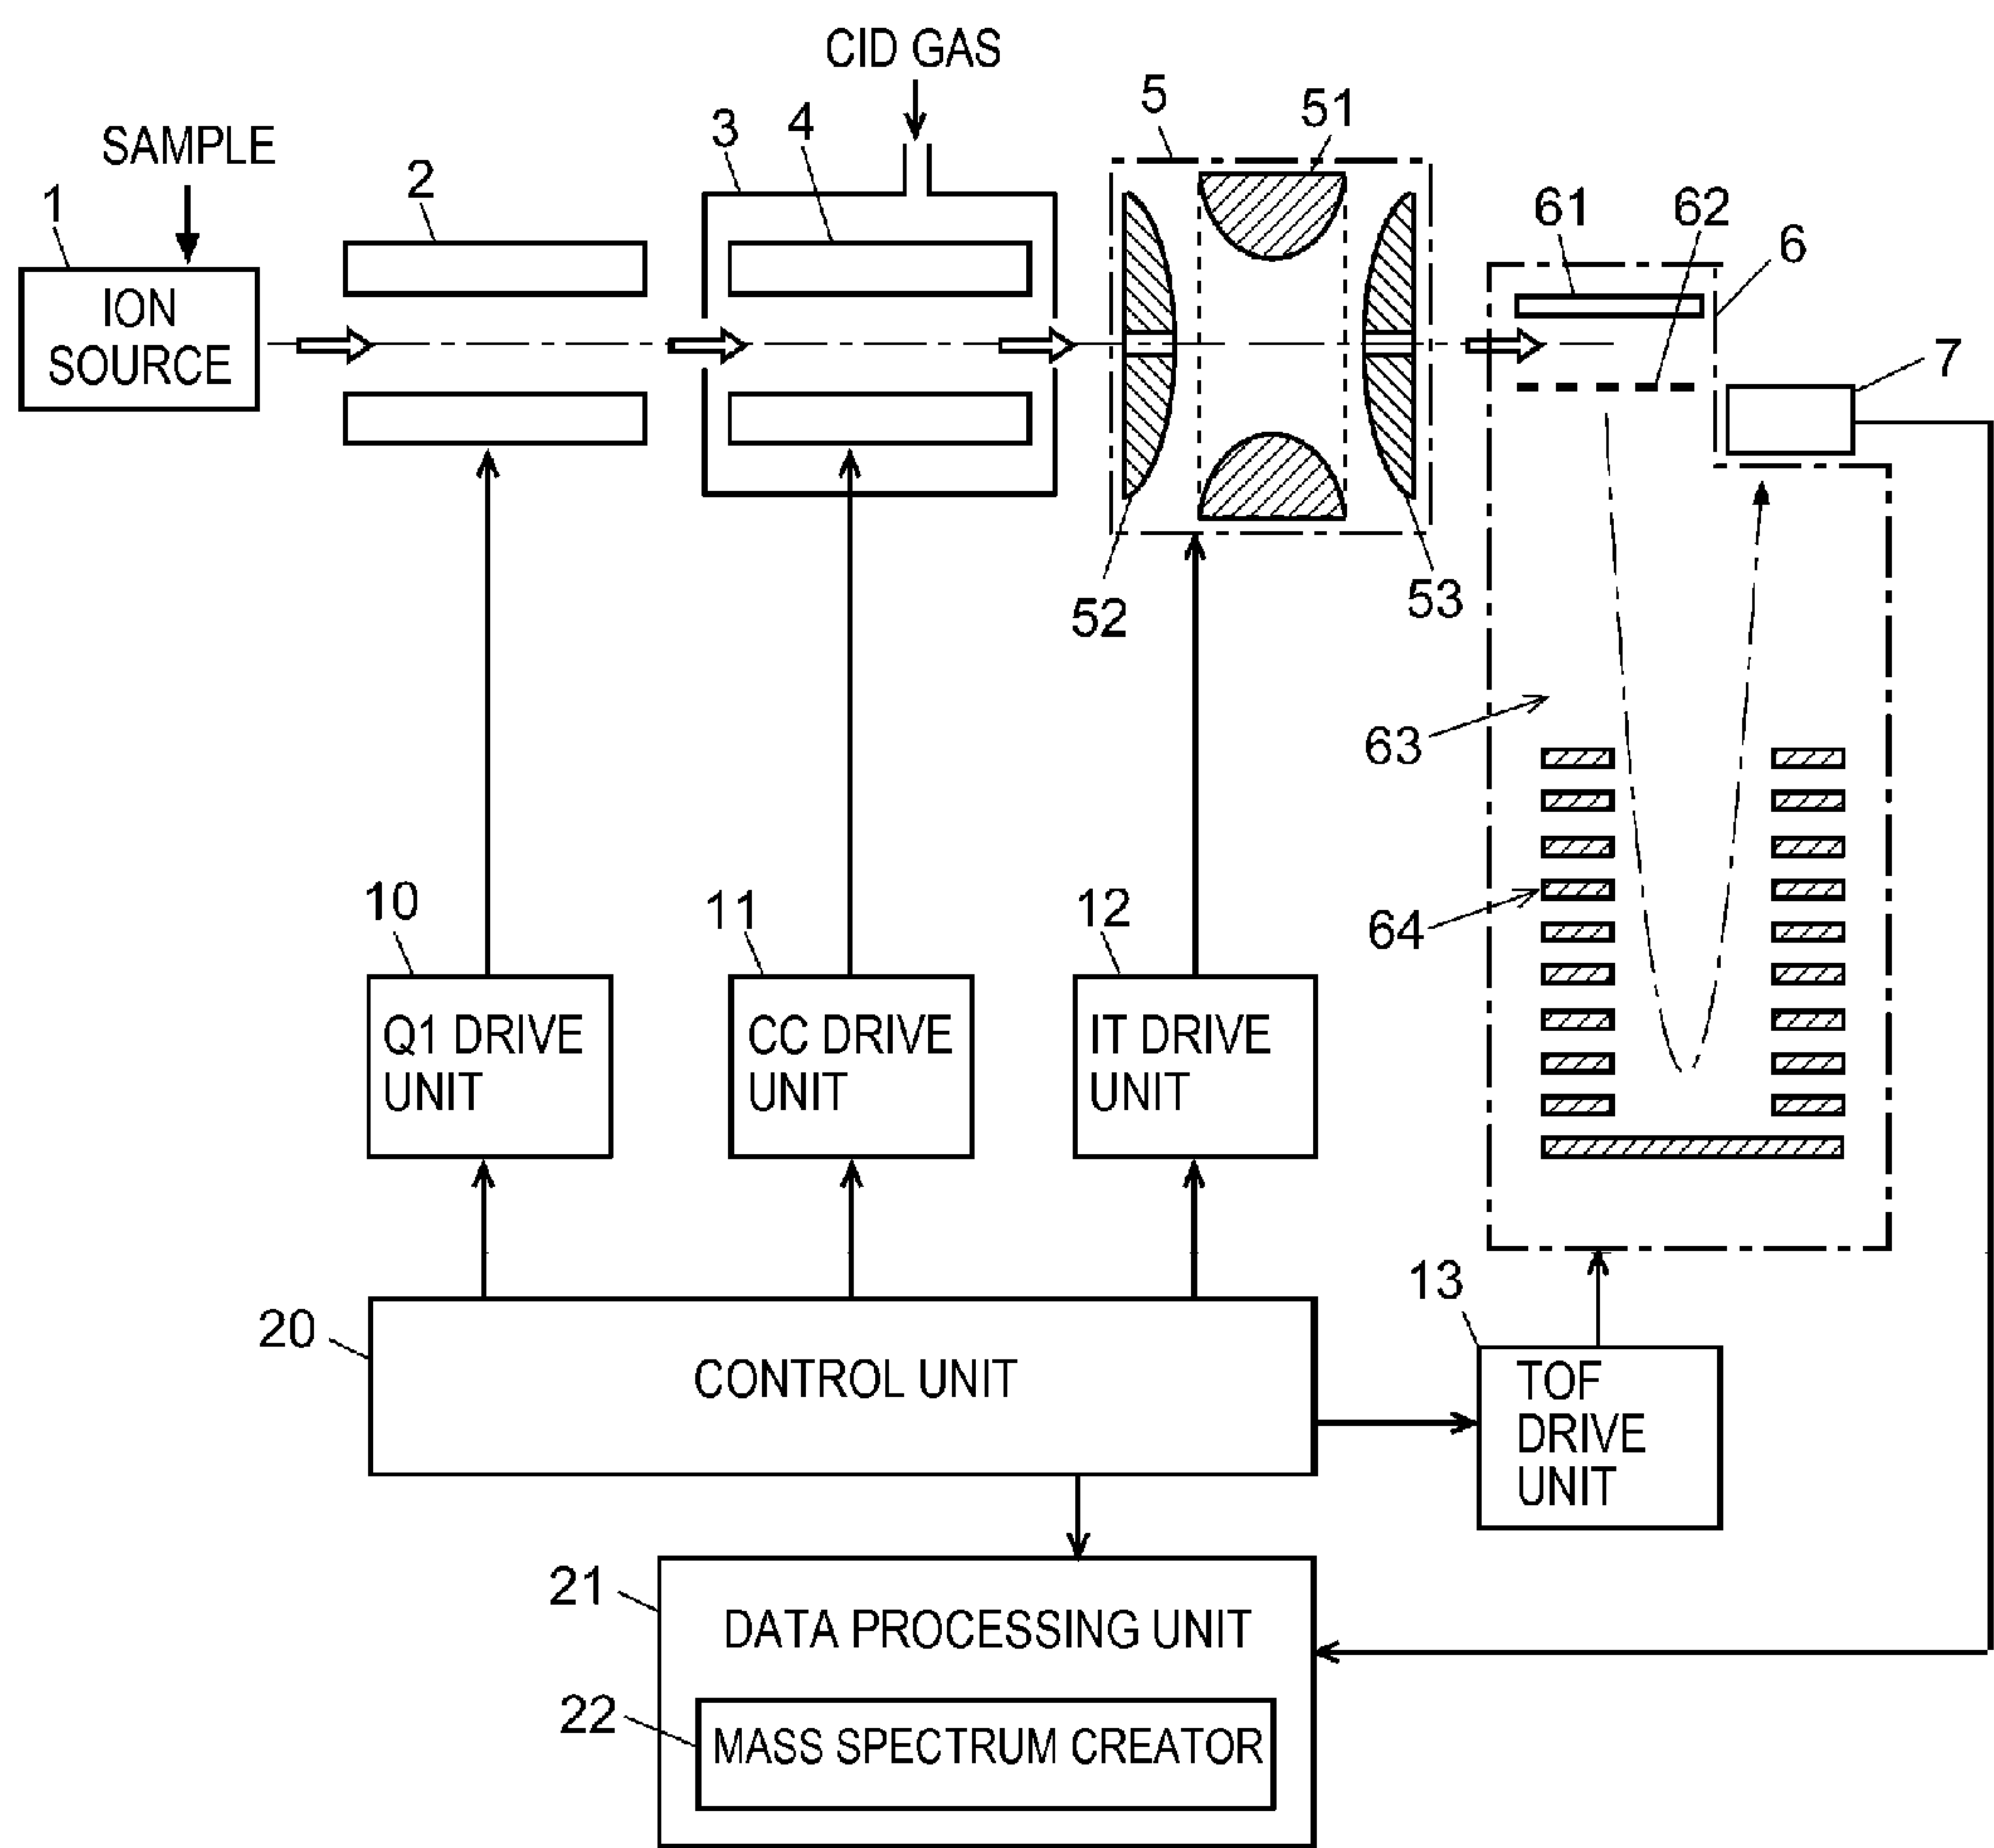 CID GAS
SAMPLE
1
2
3
4
5
51
61
62
6
7
ION
SOURCE
52
53
63
64
10
11
12
Q1 DRIVE
UNIT
CC DRIVE
UNIT
IT DRIVE
UNIT
13
20
CONTROL UNIT
TOF
DRIVE
UNIT
21
DATA PROCESSING UNIT
22
MASS SPECTRUM CREATOR